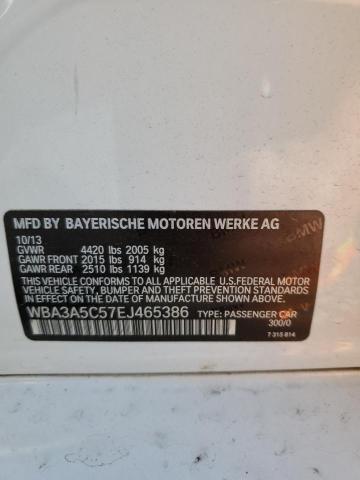 MFD BY BAYERISCHE MOTOREN WERKE AG
10/13
GVWR 4420 lbs 2005 kg
GAWR FRONT 2015 lbs 914 kg
GAWR REAR 2510 lbs 1139 kg
THIS VEHICLE CONFORMS TO ALL APPLICABLE U.S.FEDERAL MOTOR
VEHICLE SAFETY, BUMPER, AND THEFT PREVENTION STANDARDS
IN EFFECT ON THE DATE OF MANUFACTURE SHOWN ABOVE.
WBA3A5C57EJ465386 TYPE: PASSENGER CAR
300/0
7 315 814
BMW